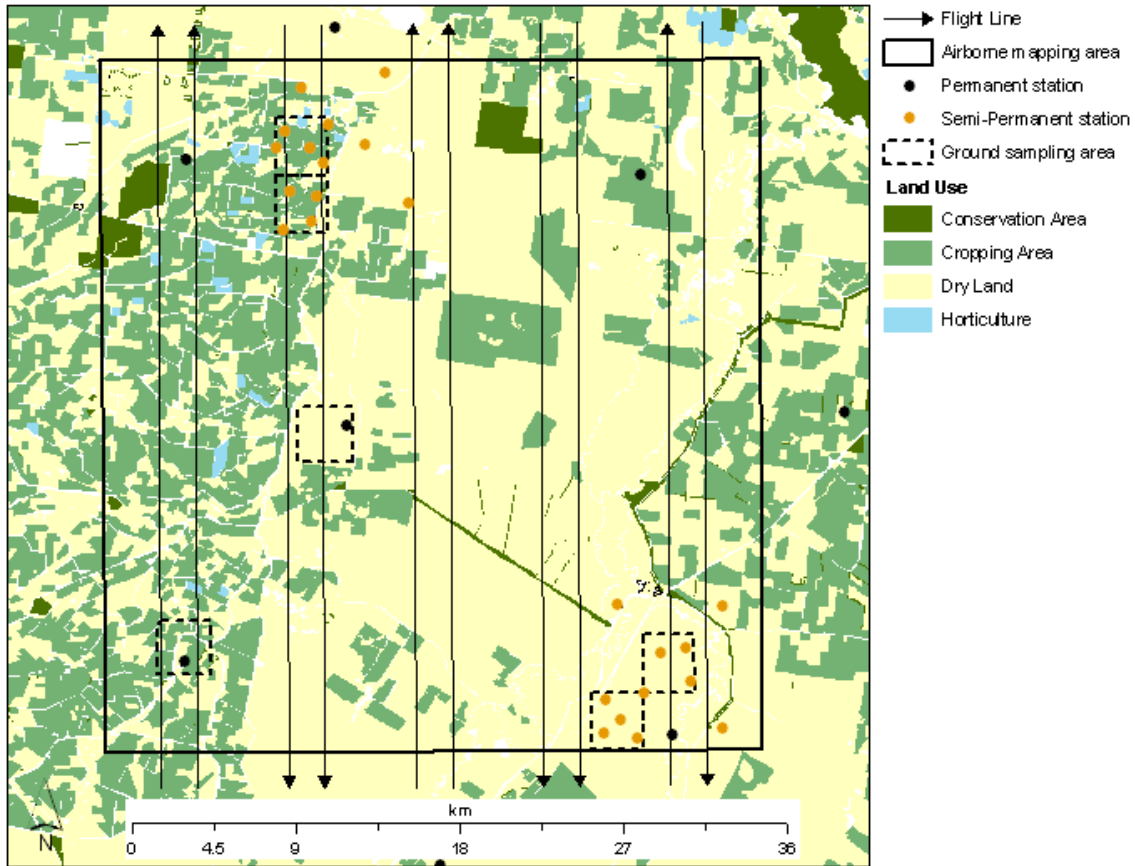 Flight Line
Airborne mapping area
Permanent station
Semi-Permanent station
Ground sampling area
Land Use
Conservation Area
Cropping Area
Dry Land
Horticulture
km
0 4.5 9 18 27 36
N